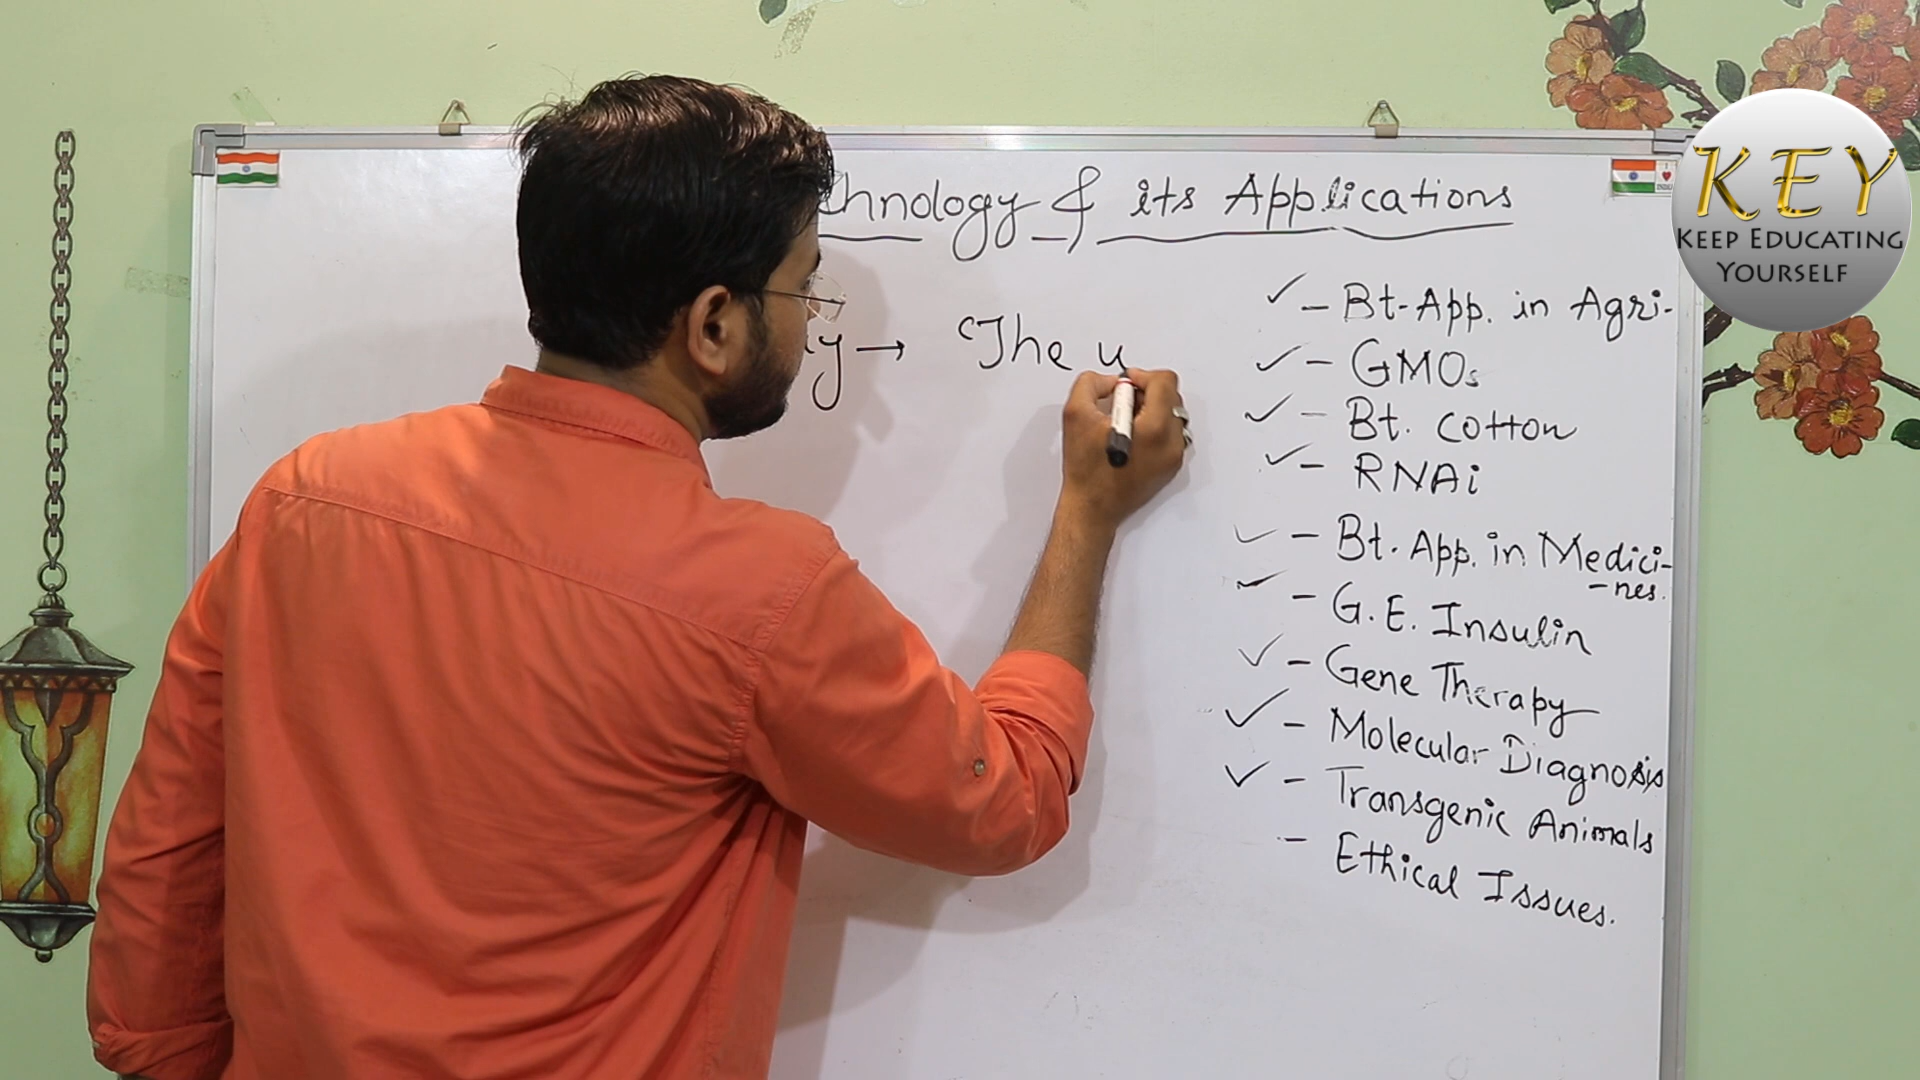 chnology & its Applications
y → "The u
✓ - Bt-App. in Agri-
✓ - GMOs
✓ - Bt. cotton
✓ - RNAi
✓ - Bt. App. in Medici-
-nes.
✓ - G.E. Insulin
✓ - Gene Therapy
✓ - Molecular Diagnosis
✓ - Transgenic Animals
- Ethical Issues.
KEY
KEEP EDUCATING
YOURSELF